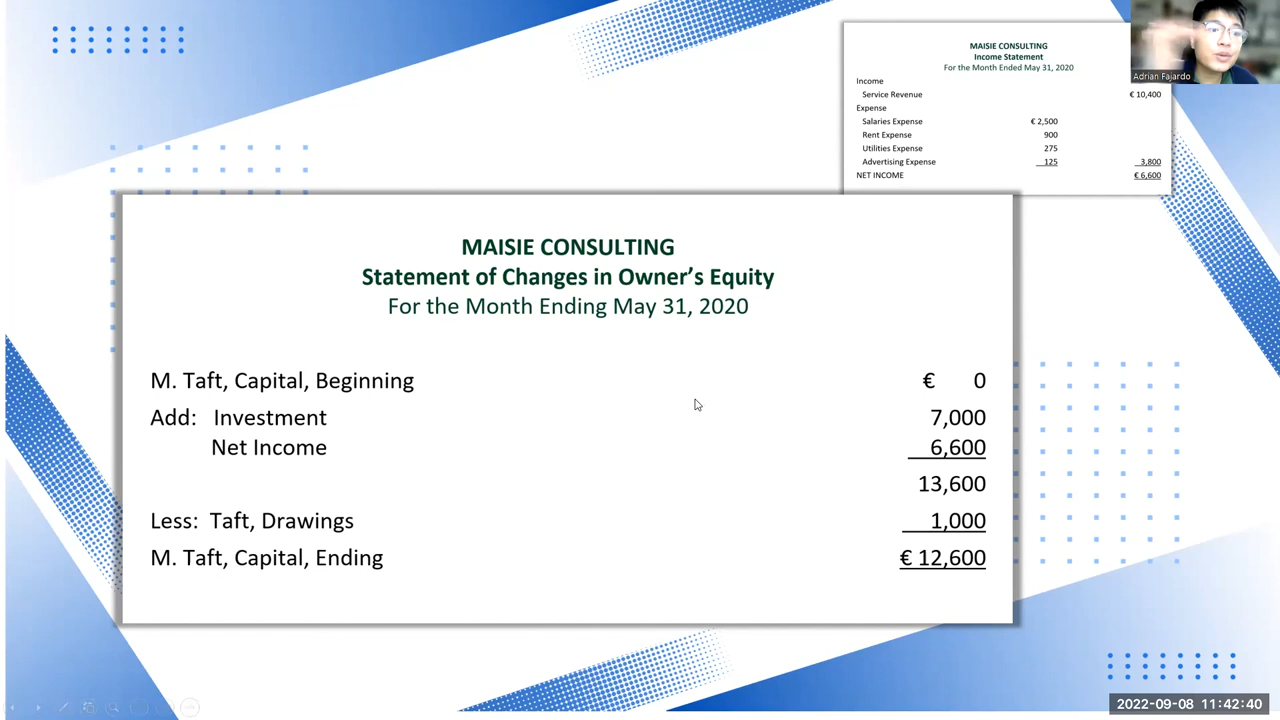 MAISIE CONSULTING
Income Statement
For the Month Ended May 31, 2020
Income
Service Revenue € 10,400
Expense
Salaries Expense € 2,500
Rent Expense 900
Utilities Expense 275
Advertising Expense 125 3,800
NET INCOME € 6,600
Adrian Fajardo
MAISIE CONSULTING
Statement of Changes in Owner’s Equity
For the Month Ending May 31, 2020
M. Taft, Capital, Beginning € 0
Add: Investment 7,000
Net Income 6,600
13,600
Less: Taft, Drawings 1,000
M. Taft, Capital, Ending € 12,600
2022-09-08 11:42:40